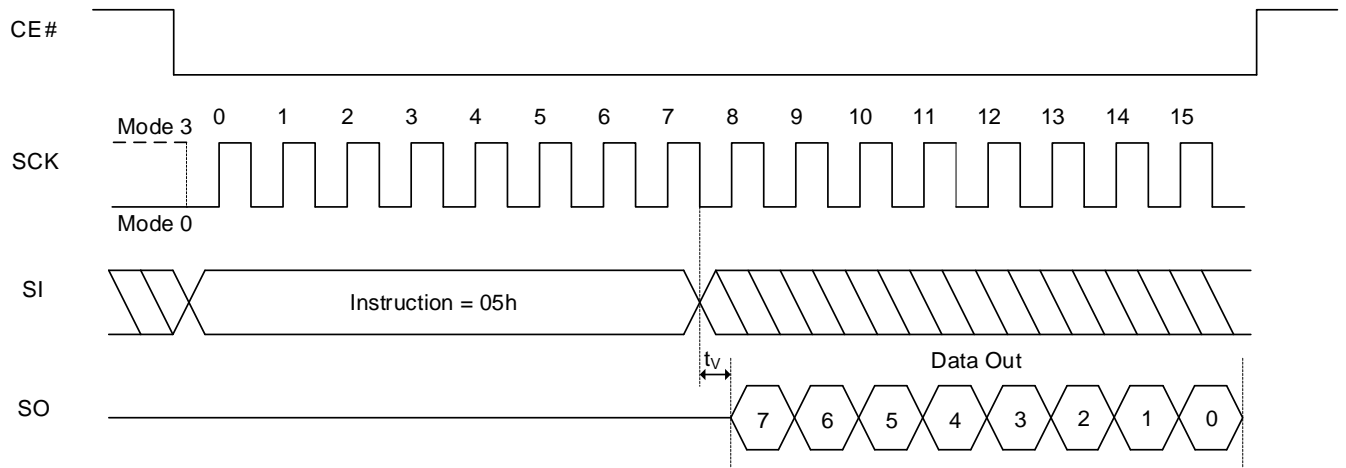 CE#
0 1 2 3 4 5 6 7 8 9 10 11 12 13 14 15
Mode 3
SCK
Mode 0
SI
Instruction = 05h
tV
Data Out
SO
7 6 5 4 3 2 1 0